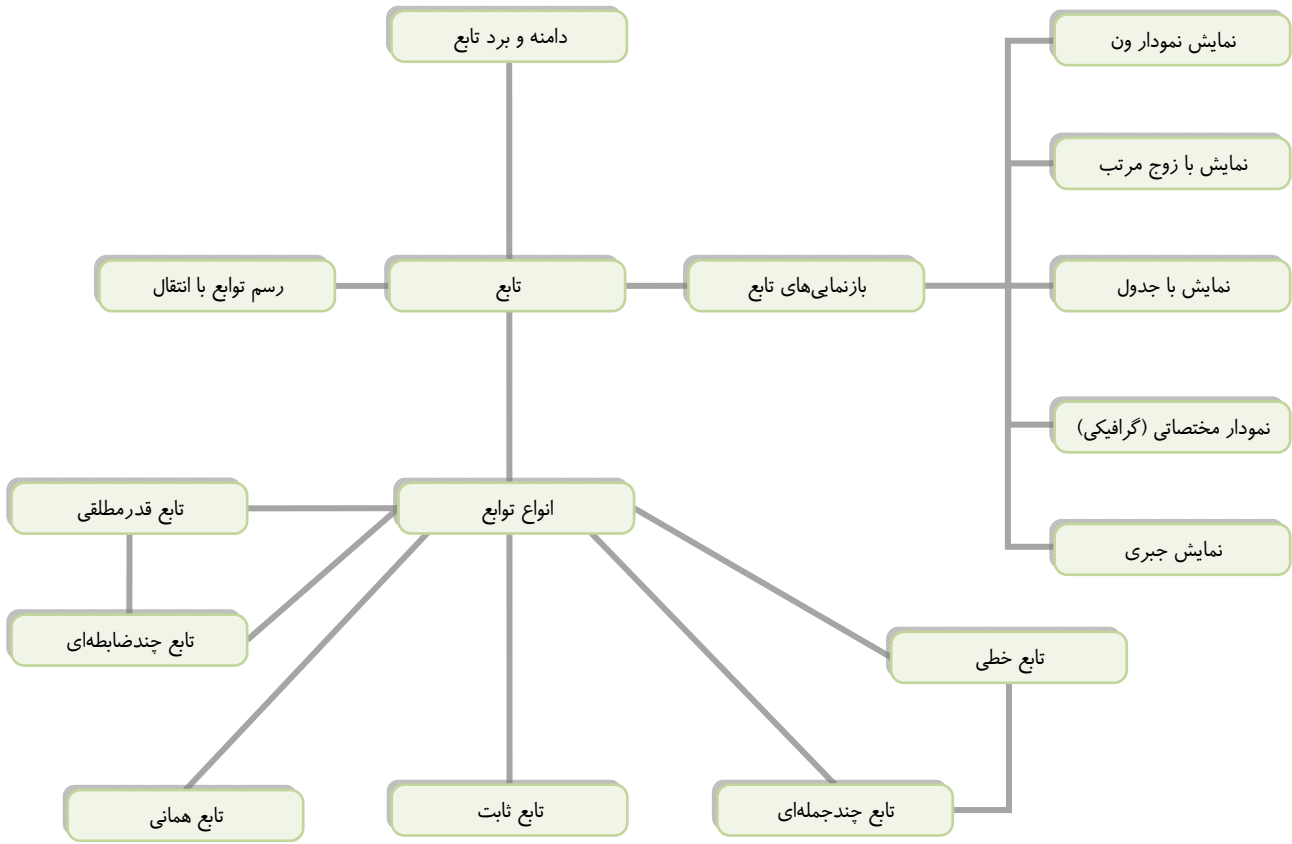 دامنه و برد تابع
نمایش نمودار ون
نمایش با زوج مرتب
رسم توابع با انتقال
تابع
بازنمایی‌های تابع
نمایش با جدول
نمودار مختصاتی (گرافیکی)
تابع قدرمطلقی
انواع توابع
نمایش جبری
تابع چندضابطه‌ای
تابع خطی
تابع همانی
تابع ثابت
تابع چندجمله‌ای